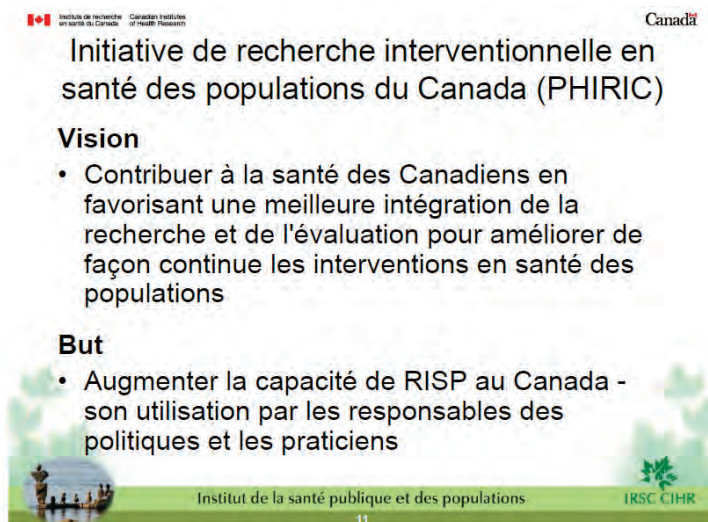 Instituts de recherche Canadian Institutes
en santé du Canada of Health Research
Canada
Initiative de recherche interventionnelle en
santé des populations du Canada (PHIRIC)
Vision
• Contribuer à la santé des Canadiens en
favorisant une meilleure intégration de la
recherche et de l'évaluation pour améliorer de
façon continue les interventions en santé des
populations
But
• Augmenter la capacité de RISP au Canada -
son utilisation par les responsables des
politiques et les praticiens
Institut de la santé publique et des populations
IRSC CIHR
11